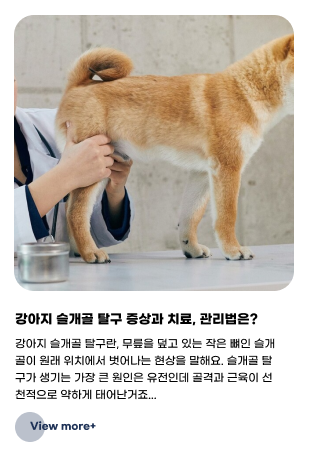 강아지 슬개골 탈구 증상과 치료, 관리법은?
강아지 슬개골 탈구란, 무릎을 덮고 있는 작은 뼈인 슬개
골이 원래 위치에서 벗어나는 현상을 말해요. 슬개골 탈
구가 생기는 가장 큰 원인은 유전인데 골격과 근육이 선
천적으로 약하게 태어난거죠...
View more+